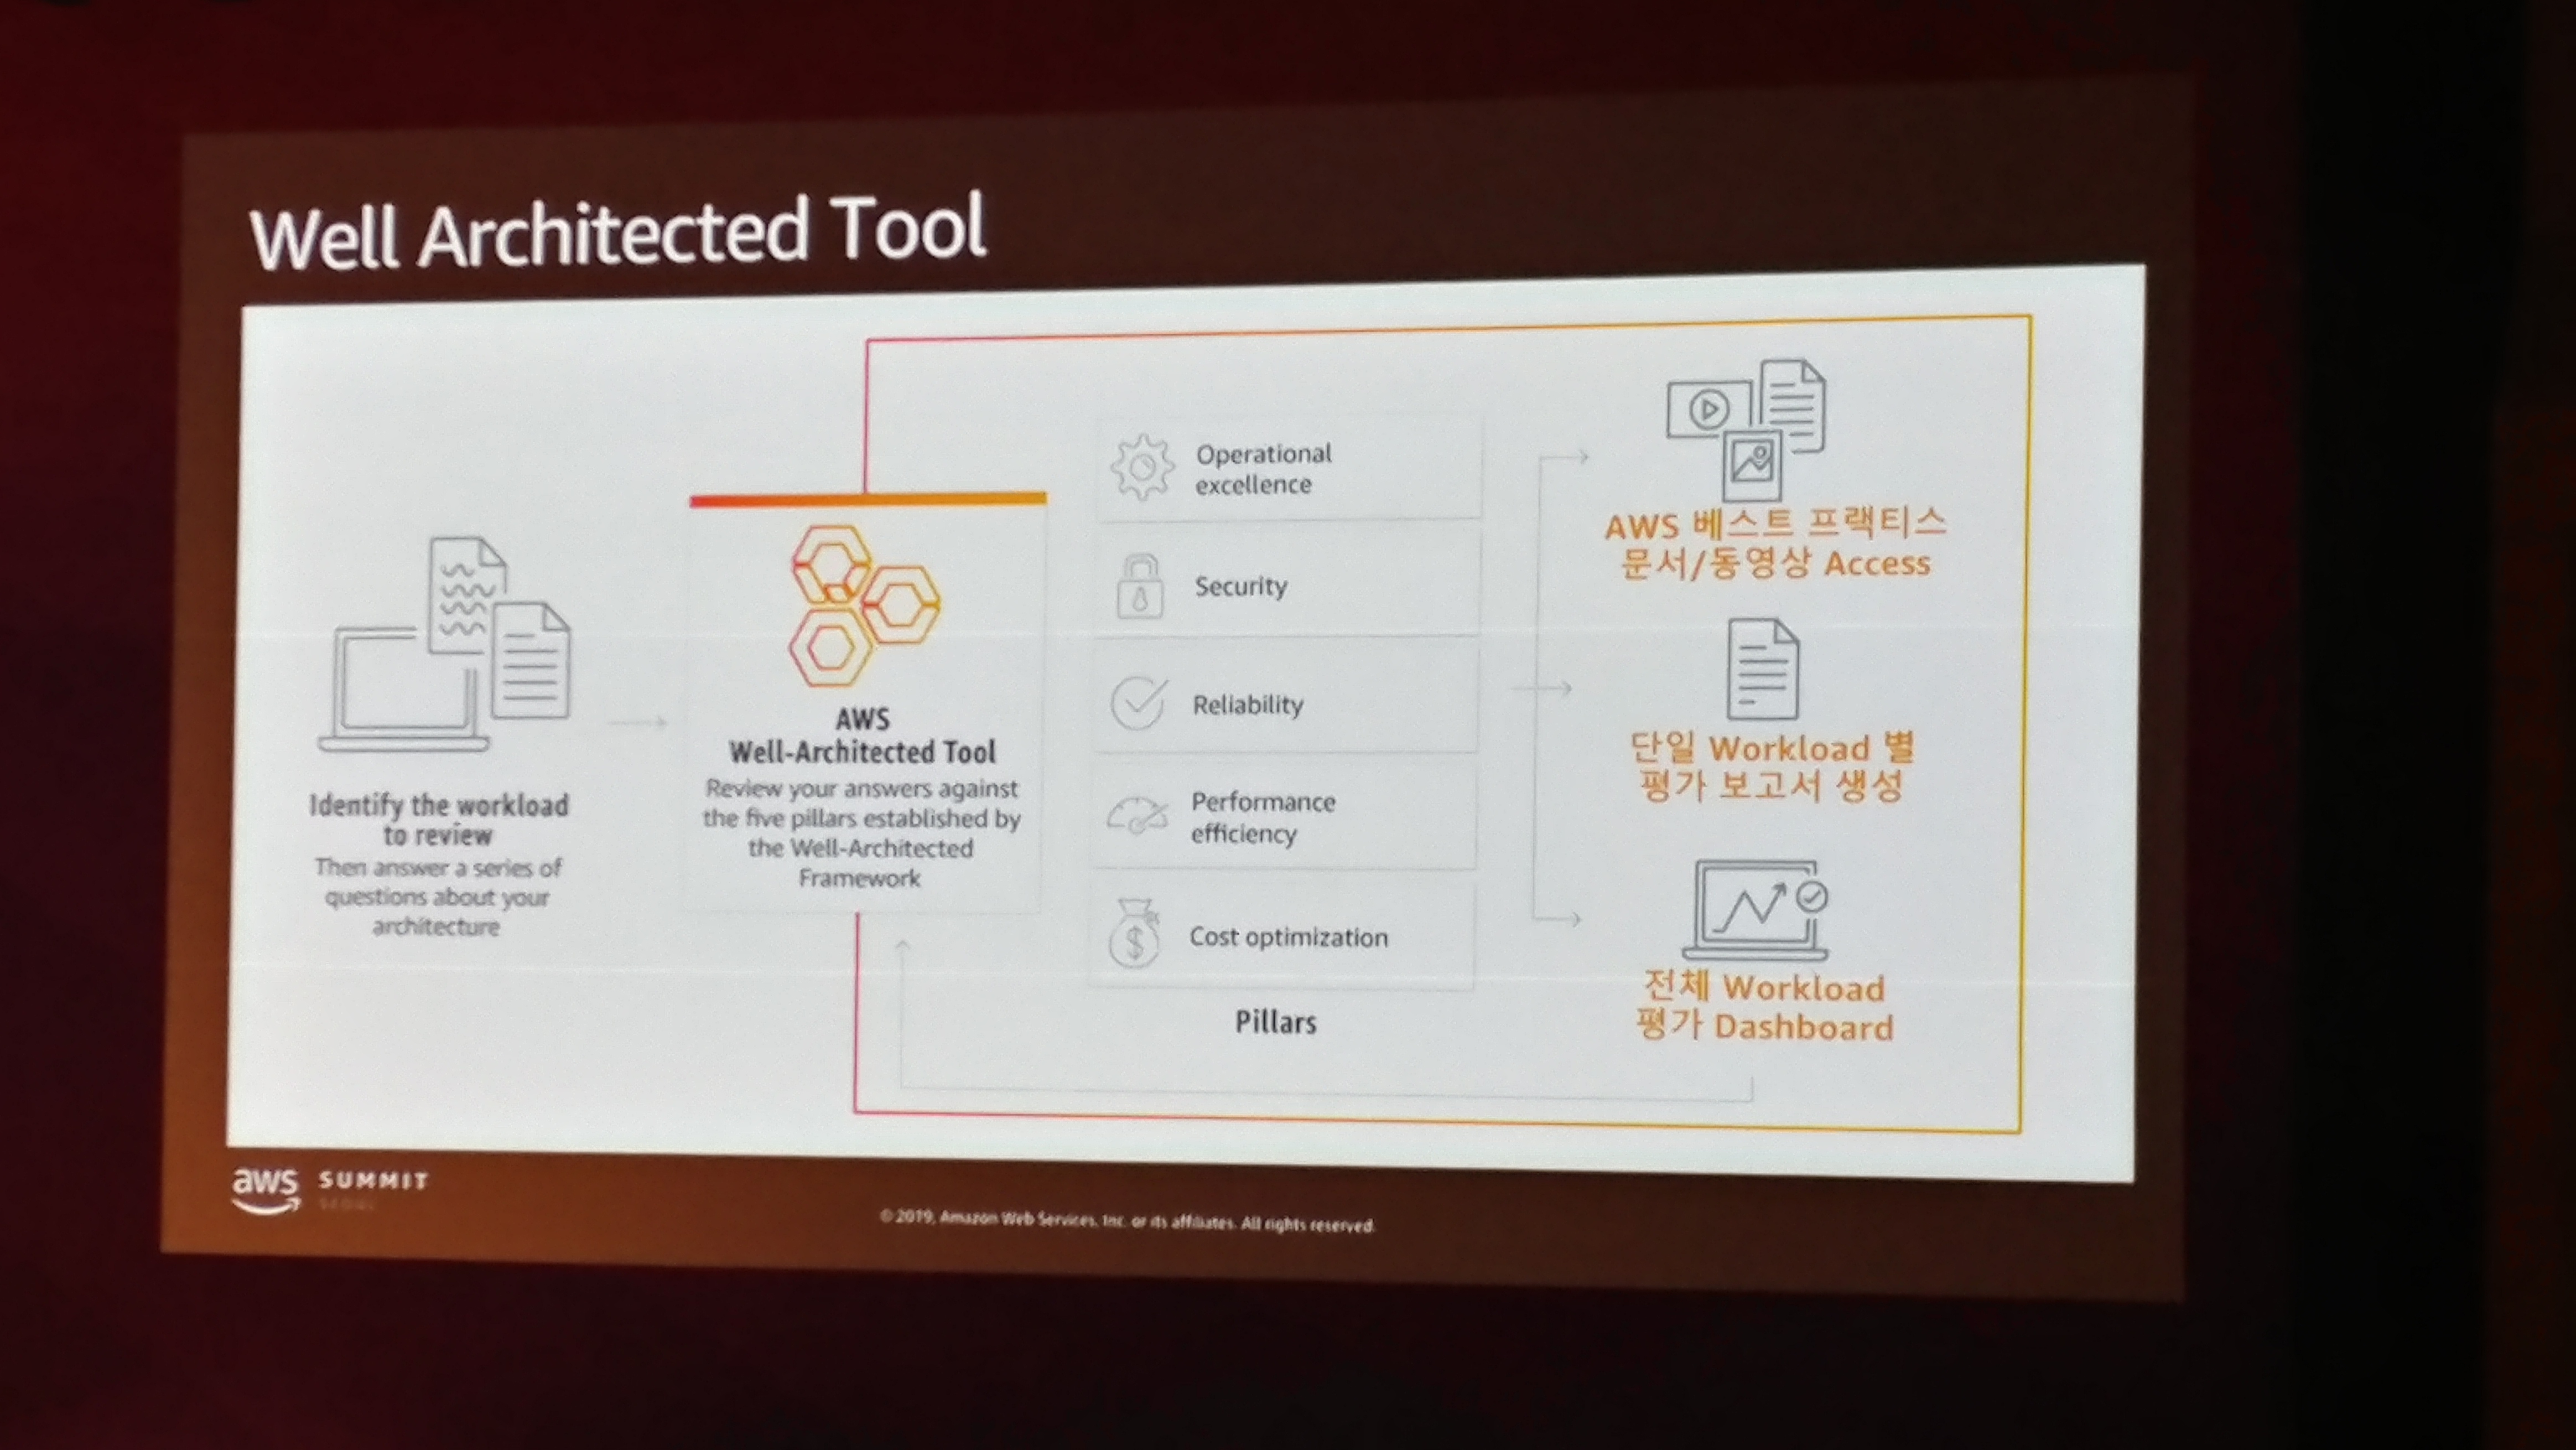 Well Architected Tool
Identify the workload
to review
Then answer a series of
questions about your
architecture
AWS
Well-Architected Tool
Review your answers against
the five pillars established by
the Well-Architected
Framework
Operational
excellence
Security
Reliability
Performance
efficiency
Cost optimization
Pillars
AWS 베스트 프랙티스
문서/동영상 Access
단일 Workload 별
평가 보고서 생성
전체 Workload
평가 Dashboard
aws SUMMIT
SEOUL
© 2019, Amazon Web Services, Inc. or its affiliates. All rights reserved.